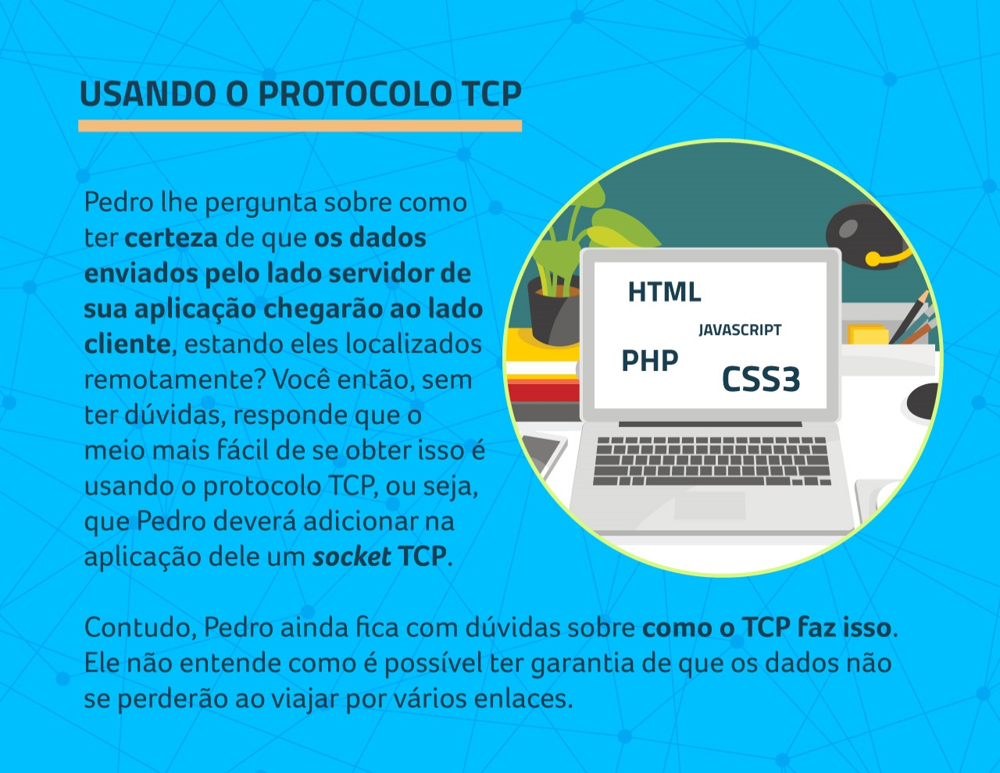 USANDO O PROTOCOLO TCP
Pedro lhe pergunta sobre como
ter certeza de que os dados
enviados pelo lado servidor de
sua aplicação chegarão ao lado
cliente, estando eles localizados
remotamente? Você então, sem
ter dúvidas, responde que o
meio mais fácil de se obter isso é
usando o protocolo TCP, ou seja,
que Pedro deverá adicionar na
aplicação dele um socket TCP.
HTML
JAVASCRIPT
PHP
CSS3
Contudo, Pedro ainda fica com dúvidas sobre como o TCP faz isso.
Ele não entende como é possível ter garantia de que os dados não
se perderão ao viajar por vários enlaces.